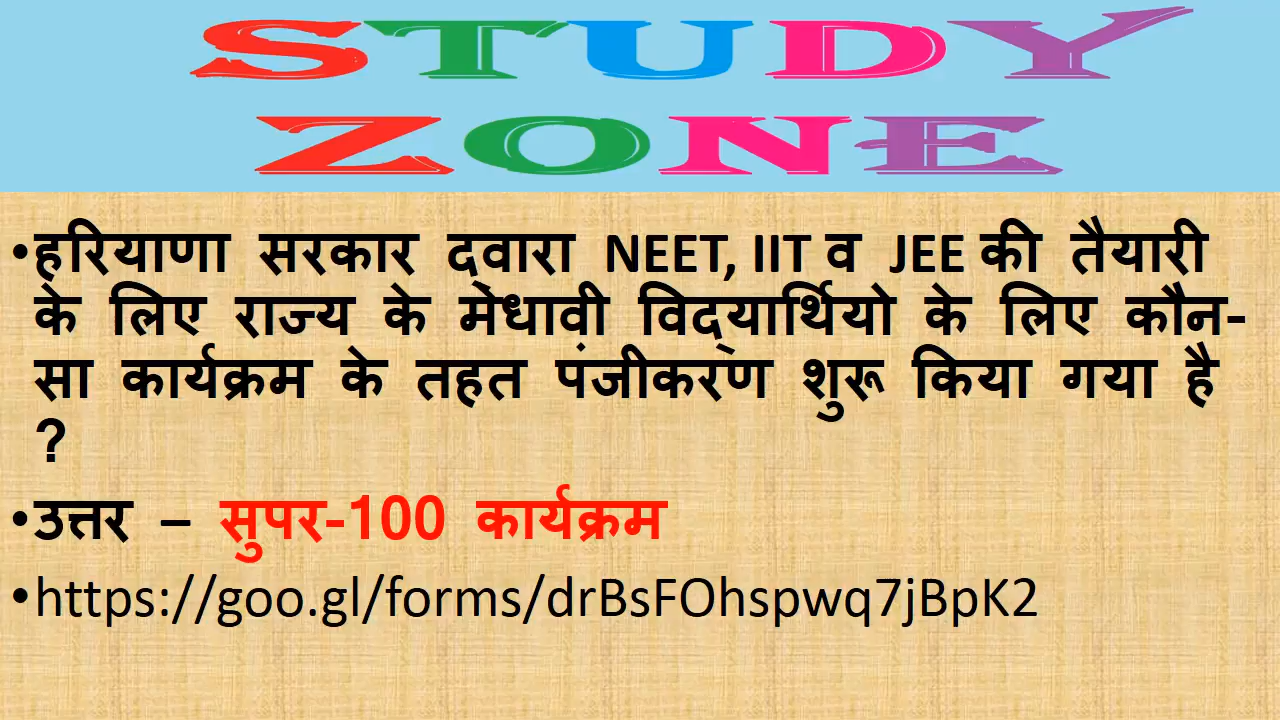 STUDY
ZONE
•हरियाणा सरकार द्वारा NEET, IIT व JEE की तैयारी
के लिए राज्य के मेधावी विद्यार्थियो के लिए कौन-
सा कार्यक्रम के तहत पंजीकरण शुरू किया गया है
?
•उत्तर – सुपर-100 कार्यक्रम
•https://goo.gl/forms/drBsFOhspwq7jBpK2